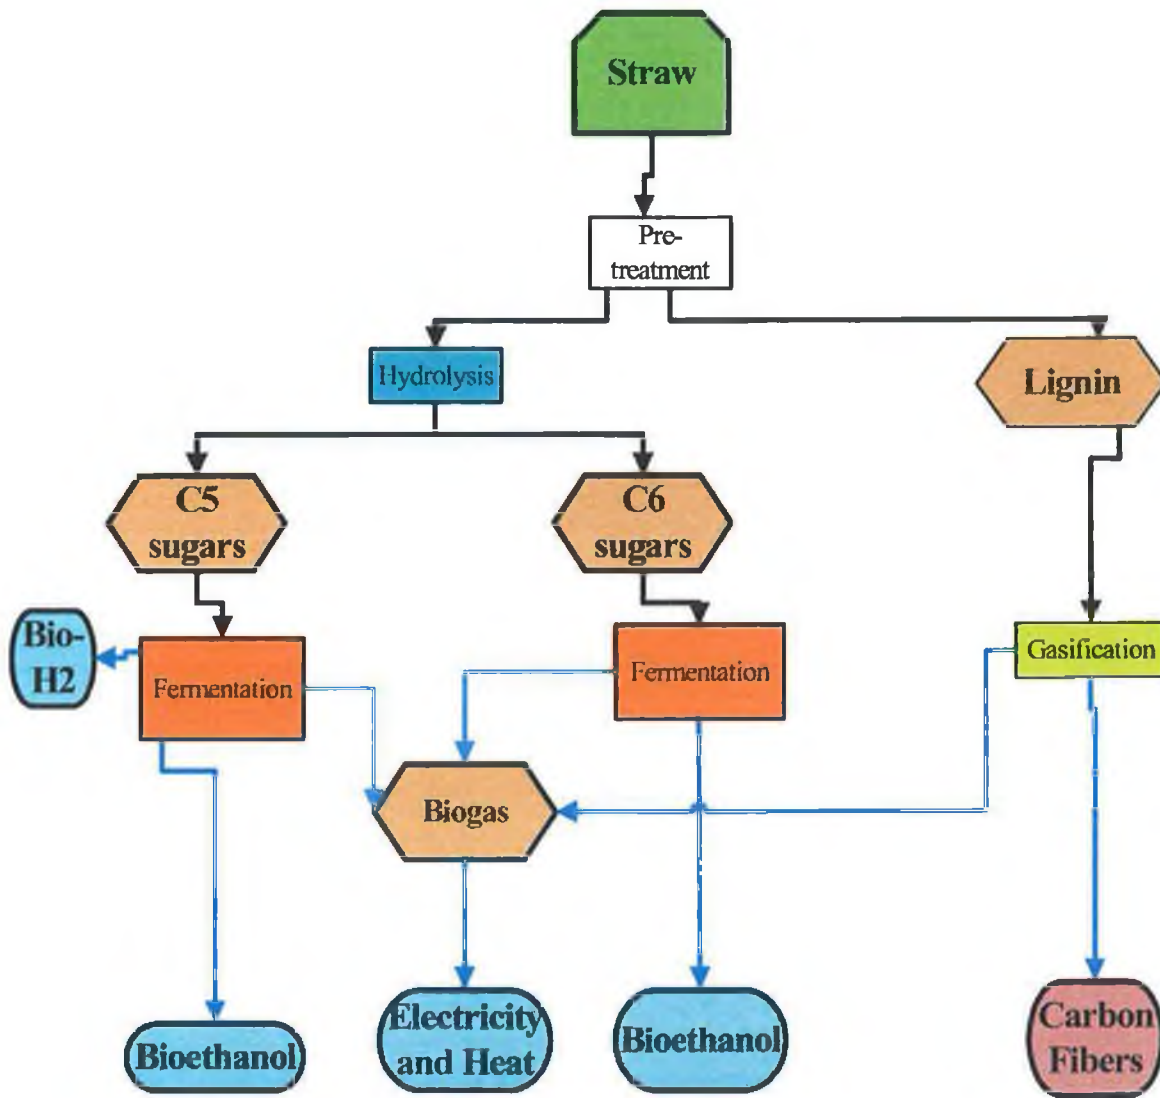 Straw
Pre-
treatment
Hydrolysis
Lignin
C5
sugars
C6
sugars
Bio-
H2
Fermentation
Fermentation
Gasification
Biogas
Bioethanol
Electricity
and Heat
Bioethanol
Carbon
Fibers